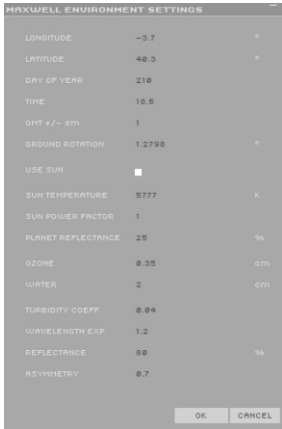 MAXWELL ENVIRONMENT SETTINGS
LONGITUDE -3.7 °
LATITUDE 40.3 °
DAY OF YEAR 210
TIME 18.5
GMT +/- zm 1
GROUND ROTATION 1.2798 °
USE SUN
SUN TEMPERATURE 5777 K
SUN POWER FACTOR 1
PLANET REFLECTANCE 25 %
OZONE 0.35 cm
WATER 2 cm
TURBIDITY COEFF. 0.04
WAVELENGTH EXP. 1.2
REFLECTANCE 80 %
ASYMMETRY 0.7
OK CANCEL